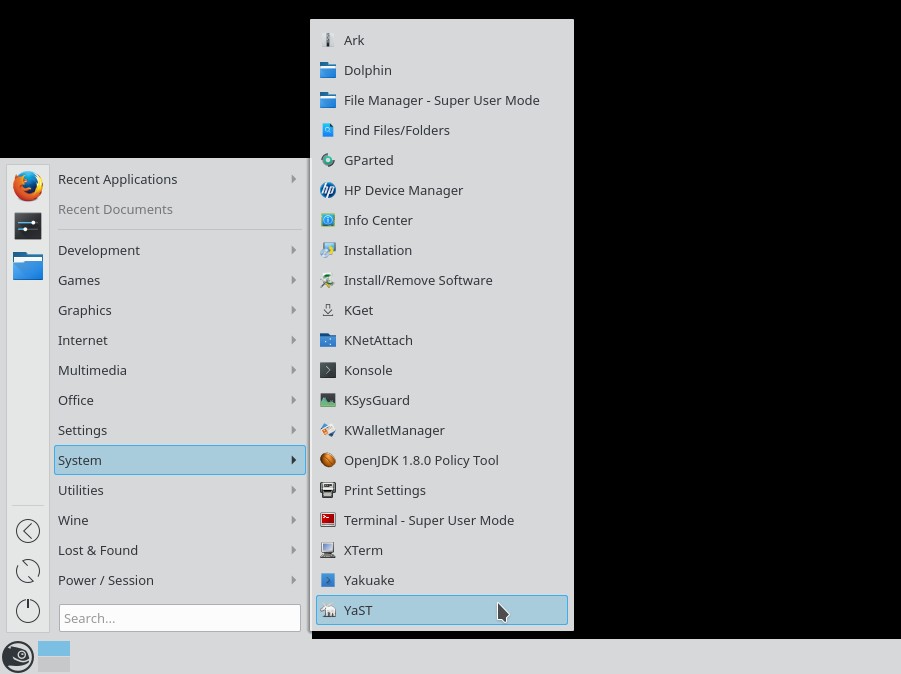 Recent Applications
Recent Documents
Development
Games
Graphics
Internet
Multimedia
Office
Settings
System
Utilities
Wine
Lost & Found
Power / Session
Search...
Ark
Dolphin
File Manager - Super User Mode
Find Files/Folders
GParted
hp
HP Device Manager
Info Center
Installation
Install/Remove Software
KGet
KNetAttach
Konsole
KSysGuard
KWalletManager
OpenJDK 1.8.0 Policy Tool
Print Settings
Terminal - Super User Mode
XTerm
Yakuake
YaST